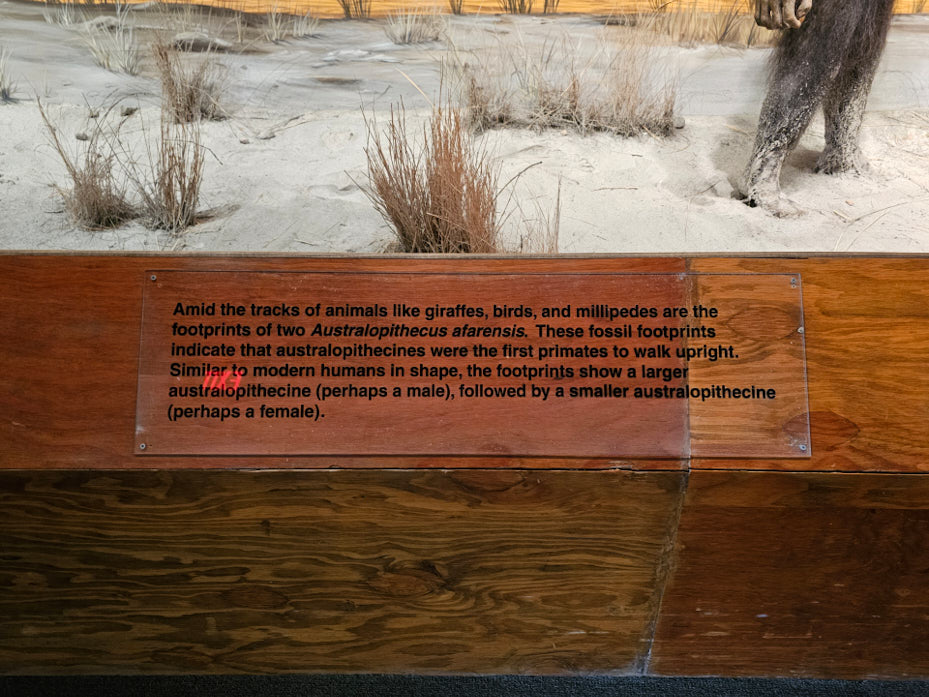 Amid the tracks of animals like giraffes, birds, and millipedes are the
footprints of two Australopithecus afarensis. These fossil footprints
indicate that australopithecines were the first primates to walk upright.
Similar to modern humans in shape, the footprints show a larger
australopithecine (perhaps a male), followed by a smaller australopithecine
(perhaps a female).